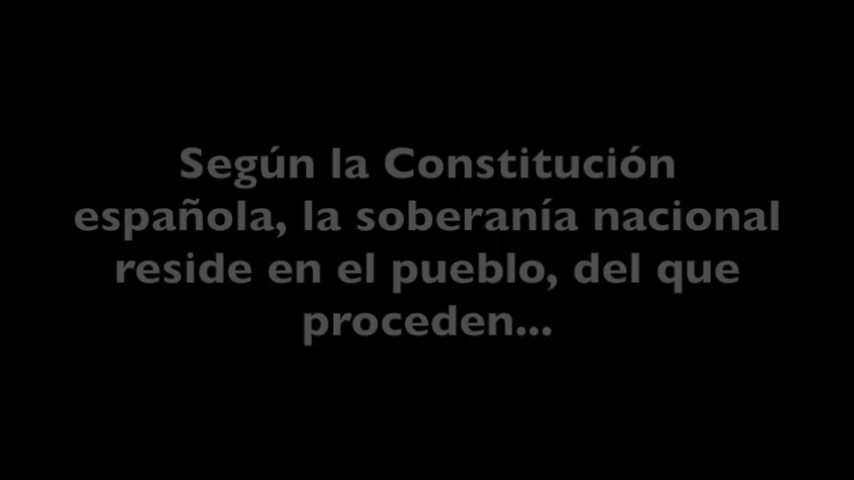 Según la Constitución
española, la soberanía nacional
reside en el pueblo, del que
proceden...